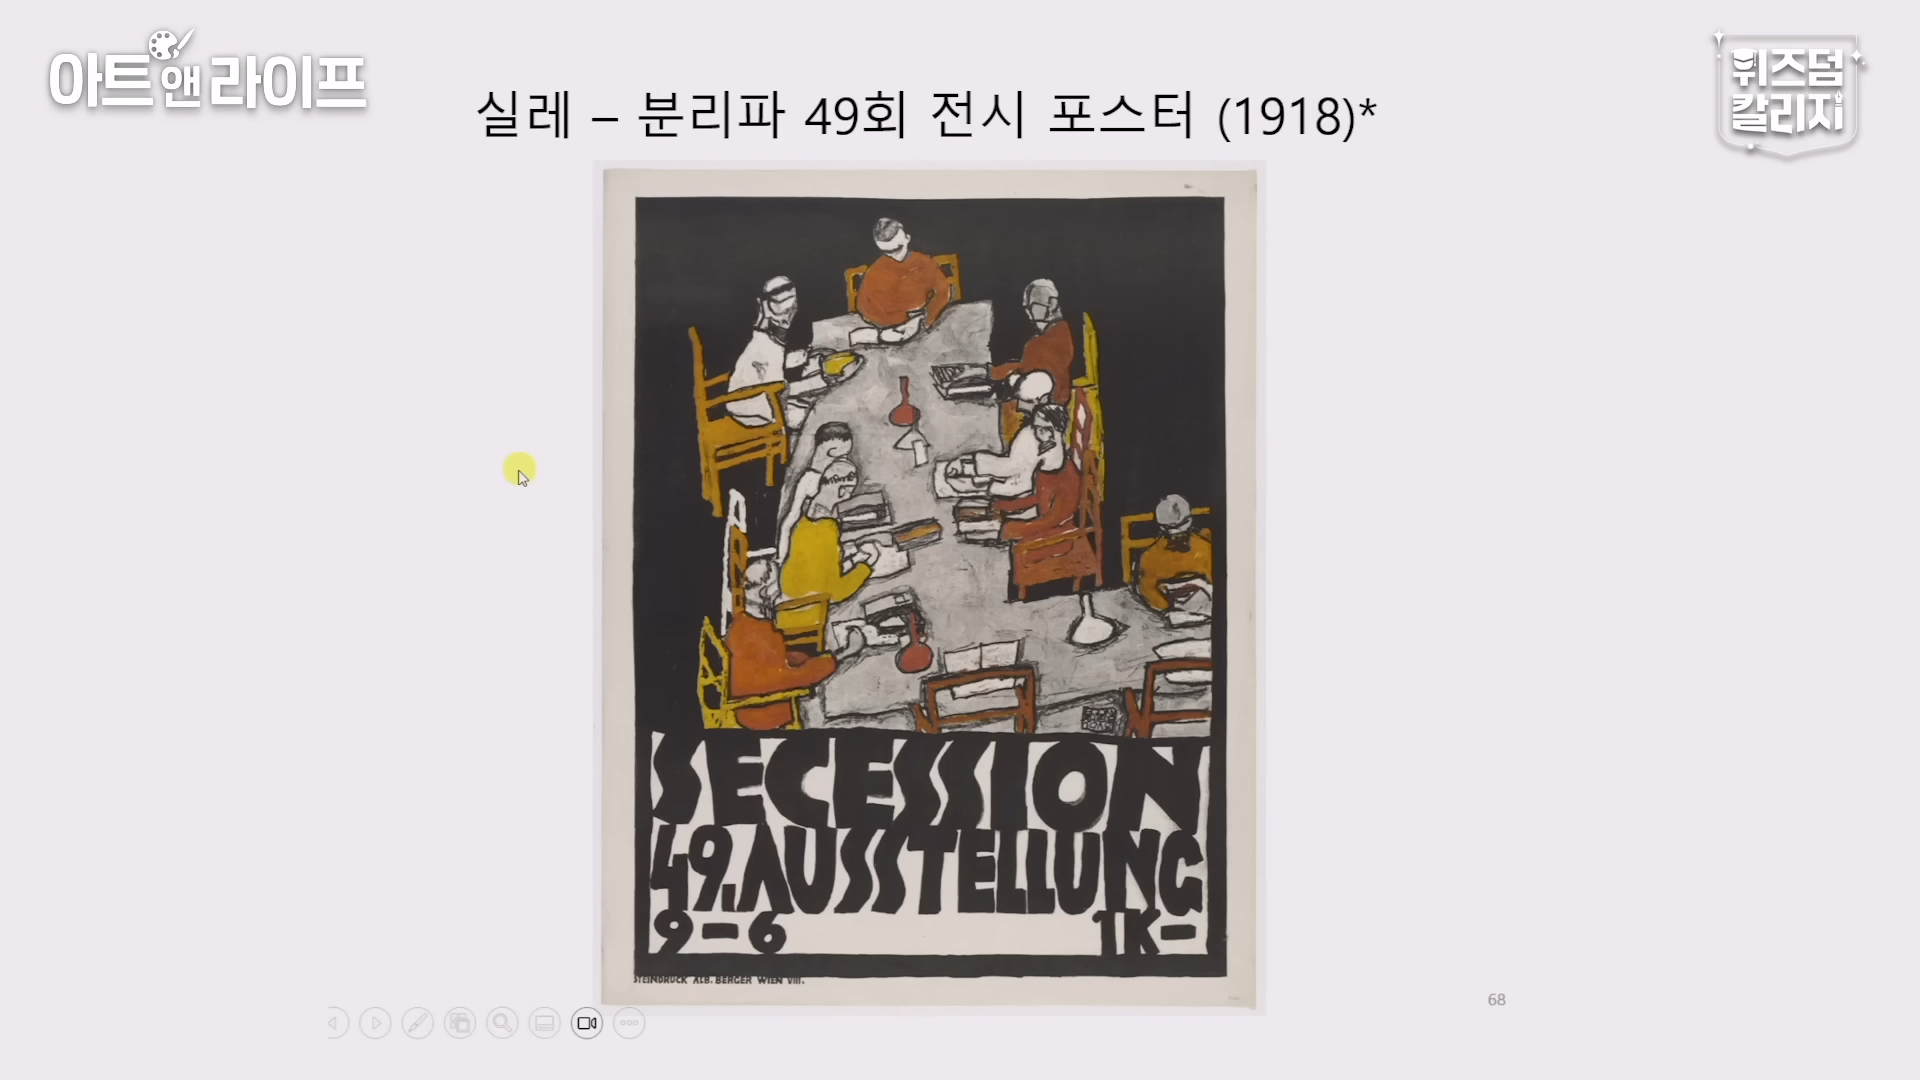 아트앤라이프
위즈덤
칼리지
실레 – 분리파 49회 전시 포스터 (1918)*
SECESSION
49.AUSSTELLUNG
9–6 1K–
STEINDRUCK ALB. BERGER WIEN VIII.
68